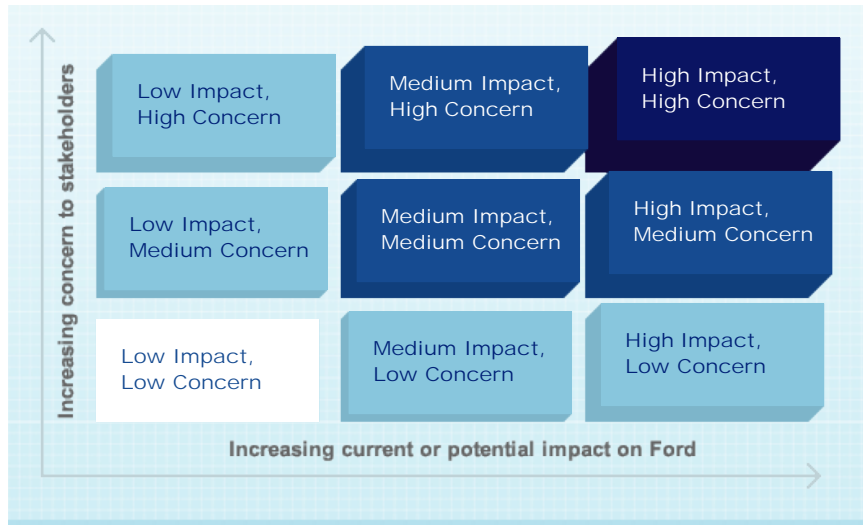 Increasing concern to stakeholders
Low Impact,
High Concern
Medium Impact,
High Concern
High Impact,
High Concern
Low Impact,
Medium Concern
Medium Impact,
Medium Concern
High Impact,
Medium Concern
Low Impact,
Low Concern
Medium Impact,
Low Concern
High Impact,
Low Concern
Increasing current or potential impact on Ford